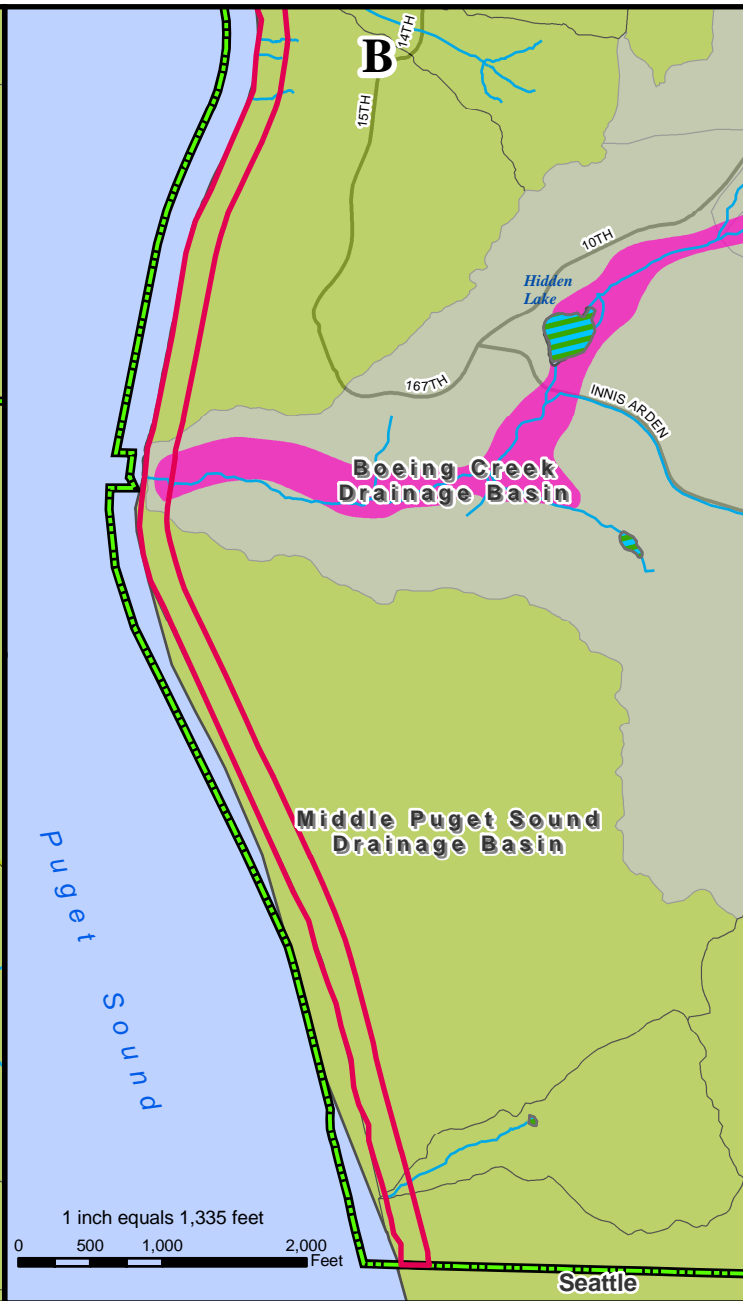 B
14TH
15TH
10TH
Hidden
Lake
167TH
INNIS ARDEN
Boeing Creek
Drainage Basin
Middle Puget Sound
Drainage Basin
Puget Sound
1 inch equals 1,335 feet
0 500 1,000 2,000
Feet
Seattle